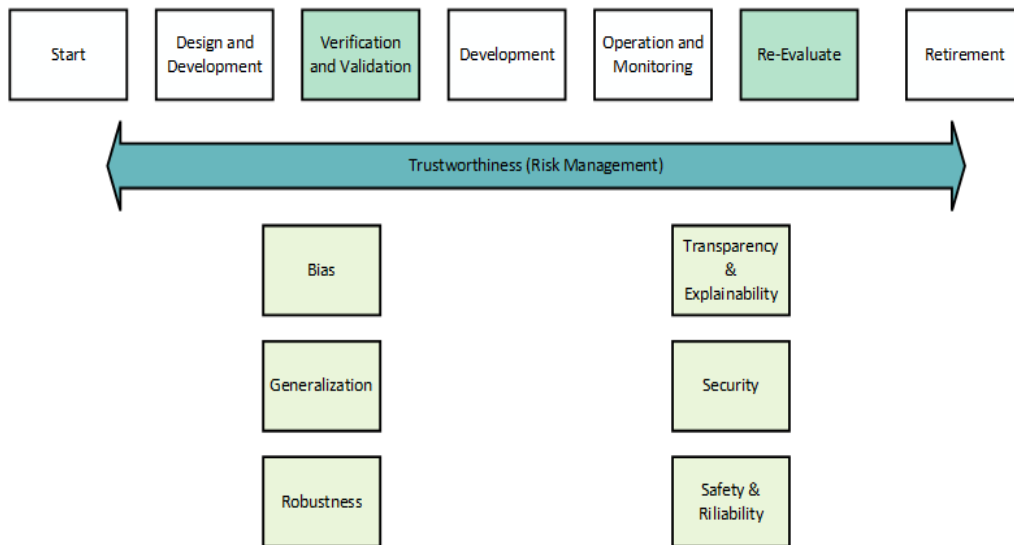 Start
Design and
Development
Verification
and Validation
Development
Operation and
Monitoring
Re-Evaluate
Retirement
Trustworthiness (Risk Management)
Bias
Transparency
&
Explainability
Generalization
Security
Robustness
Safety &
Riliability